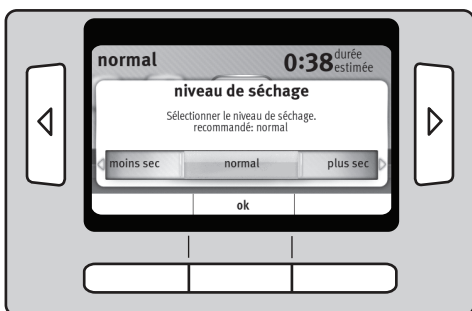 normal 0:38 durée
estimée
niveau de séchage
Sélectionner le niveau de séchage.
recommandé: normal
moins sec normal plus sec
ok